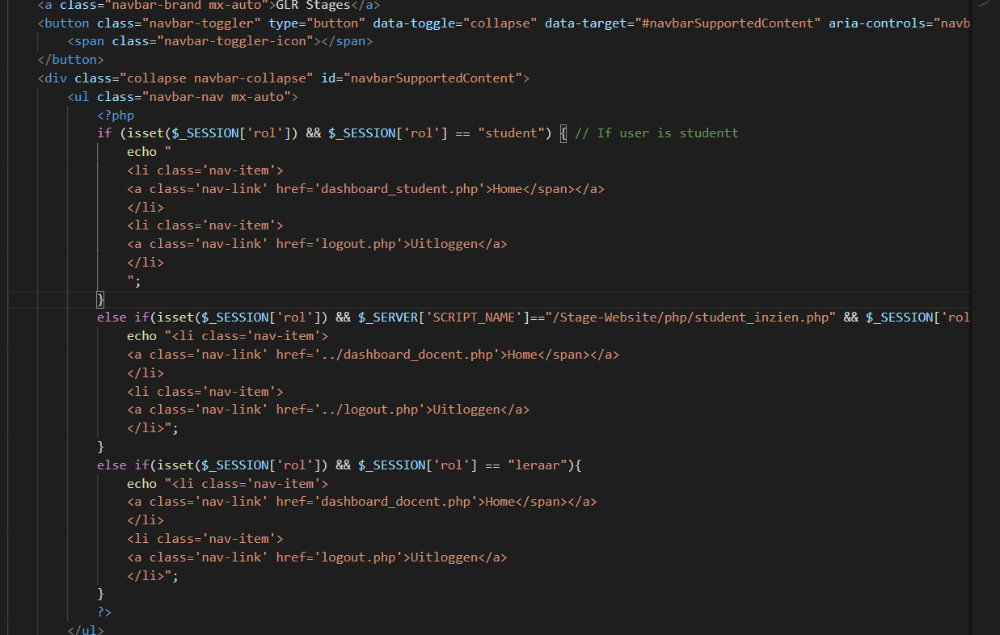 <a class="navbar-brand mx-auto">GLR Stages</a>
<button class="navbar-toggler" type="button" data-toggle="collapse" data-target="#navbarSupportedContent" aria-controls="navb
<span class="navbar-toggler-icon"></span>
</button>
<div class="collapse navbar-collapse" id="navbarSupportedContent">
<ul class="navbar-nav mx-auto">
<?php
if (isset($_SESSION['rol']) && $_SESSION['rol'] == "student") { // If user is studentt
echo "
<li class='nav-item'>
<a class='nav-link' href='dashboard_student.php'>Home</span></a>
</li>
<li class='nav-item'>
<a class='nav-link' href='logout.php'>Uitloggen</a>
</li>
";
}
else if(isset($_SESSION['rol']) && $_SERVER['SCRIPT_NAME']=="/Stage-Website/php/student_inzien.php" && $_SESSION['rol
echo "<li class='nav-item'>
<a class='nav-link' href='../dashboard_docent.php'>Home</span></a>
</li>
<li class='nav-item'>
<a class='nav-link' href='../logout.php'>Uitloggen</a>
</li>";
}
else if(isset($_SESSION['rol']) && $_SESSION['rol'] == "leraar"){
echo "<li class='nav-item'>
<a class='nav-link' href='dashboard_docent.php'>Home</span></a>
</li>
<li class='nav-item'>
<a class='nav-link' href='logout.php'>Uitloggen</a>
</li>";
}
?>
</ul>